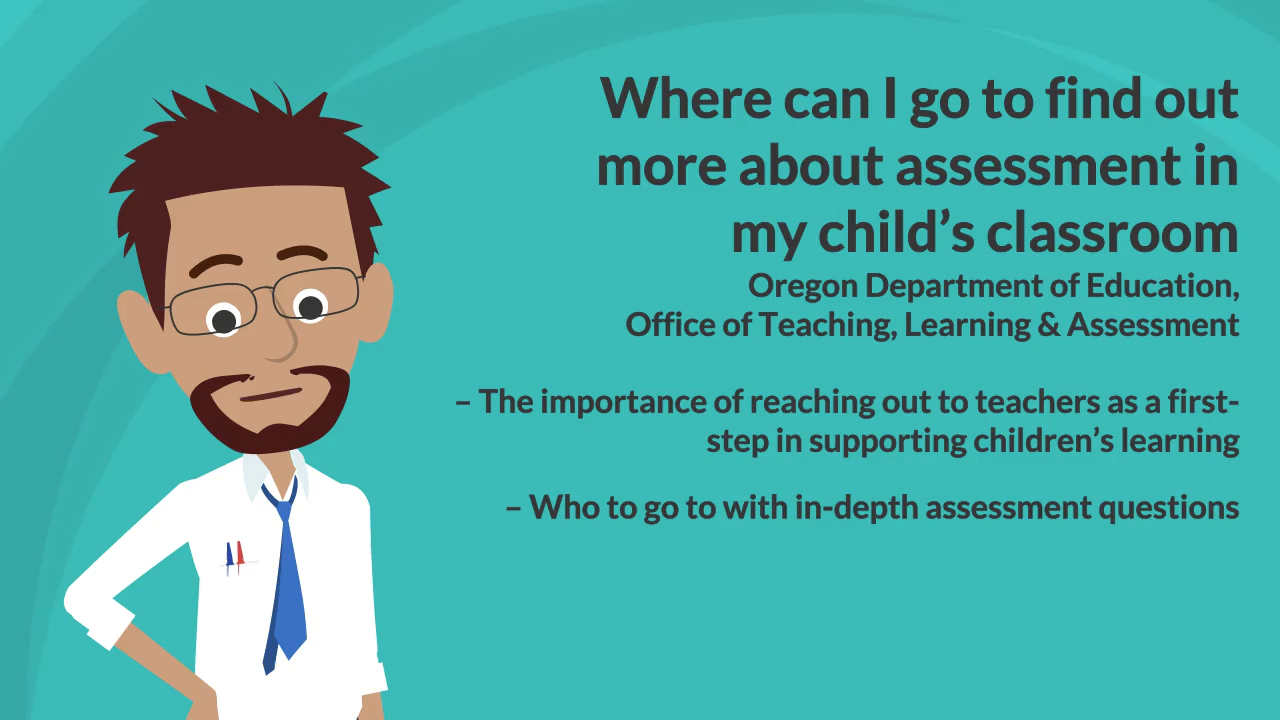 Where can I go to find out
more about assessment in
my child’s classroom
Oregon Department of Education,
Office of Teaching, Learning & Assessment
– The importance of reaching out to teachers as a first-
step in supporting children’s learning
– Who to go to with in-depth assessment questions